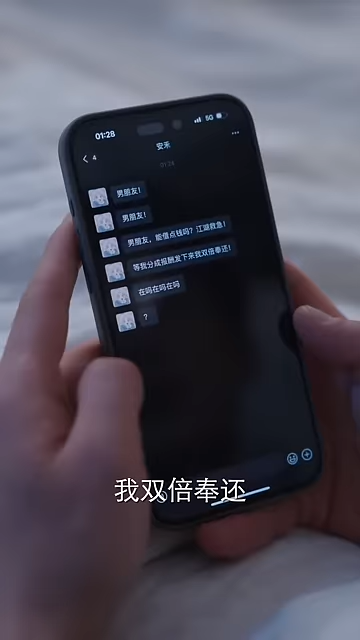 01:28
5G
4
安禾
01:24
男朋友！
男朋友！
男朋友，能借点钱吗？江湖救急！
等我分成报酬发下来我双倍奉还！
在吗在吗在吗
？
我双倍奉还